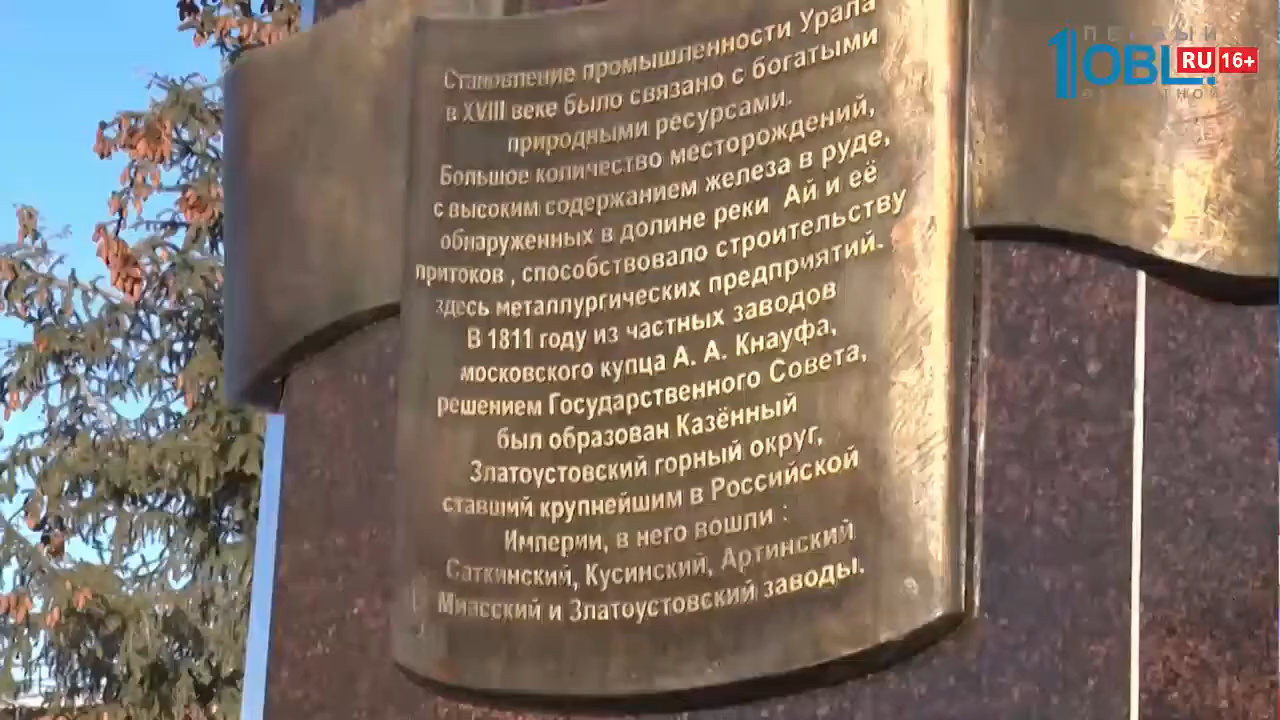 Становление промышленности Урала
в XVIII веке было связано с богатыми
природными ресурсами.
Большое количество месторождений,
с высоким содержанием железа в руде,
обнаруженных в долине реки Ай и её
притоков , способствовало строительству
здесь металлургических предприятий.
В 1811 году из частных заводов
московского купца А. А. Кнауфа,
решением Государственного Совета,
был образован Казённый
Златоустовский горный округ,
ставший крупнейшим в Российской
Империи, в него вошли :
Саткинский, Кусинский, Артинский
Миасский и Златоустовский заводы.
ПЕРВЫЙ
1OBL.RU 16+
ОБЛАСТНОЙ